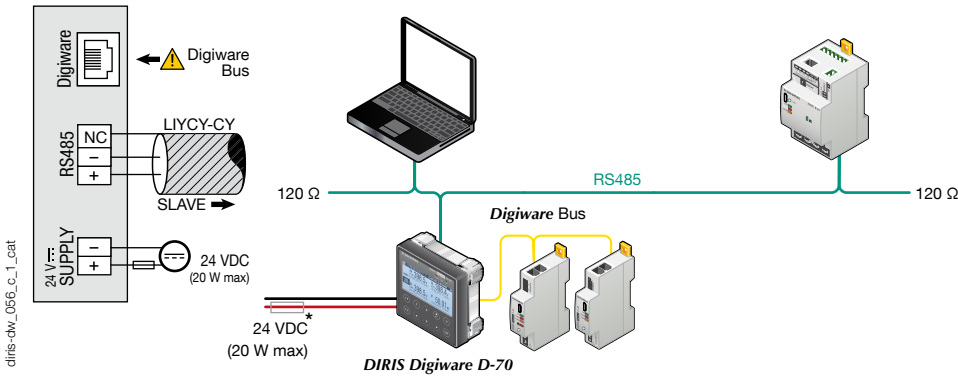 Digiware
Digiware
Bus
RS485
NC
–
+
LIYCY-CY
SLAVE
24 V
SUPPLY
–
+
24 VDC
(20 W max)
diris-dw_056_c_1_cat
120 Ω
RS485
120 Ω
Digiware Bus
*
24 VDC
(20 W max)
DIRIS Digiware D-70